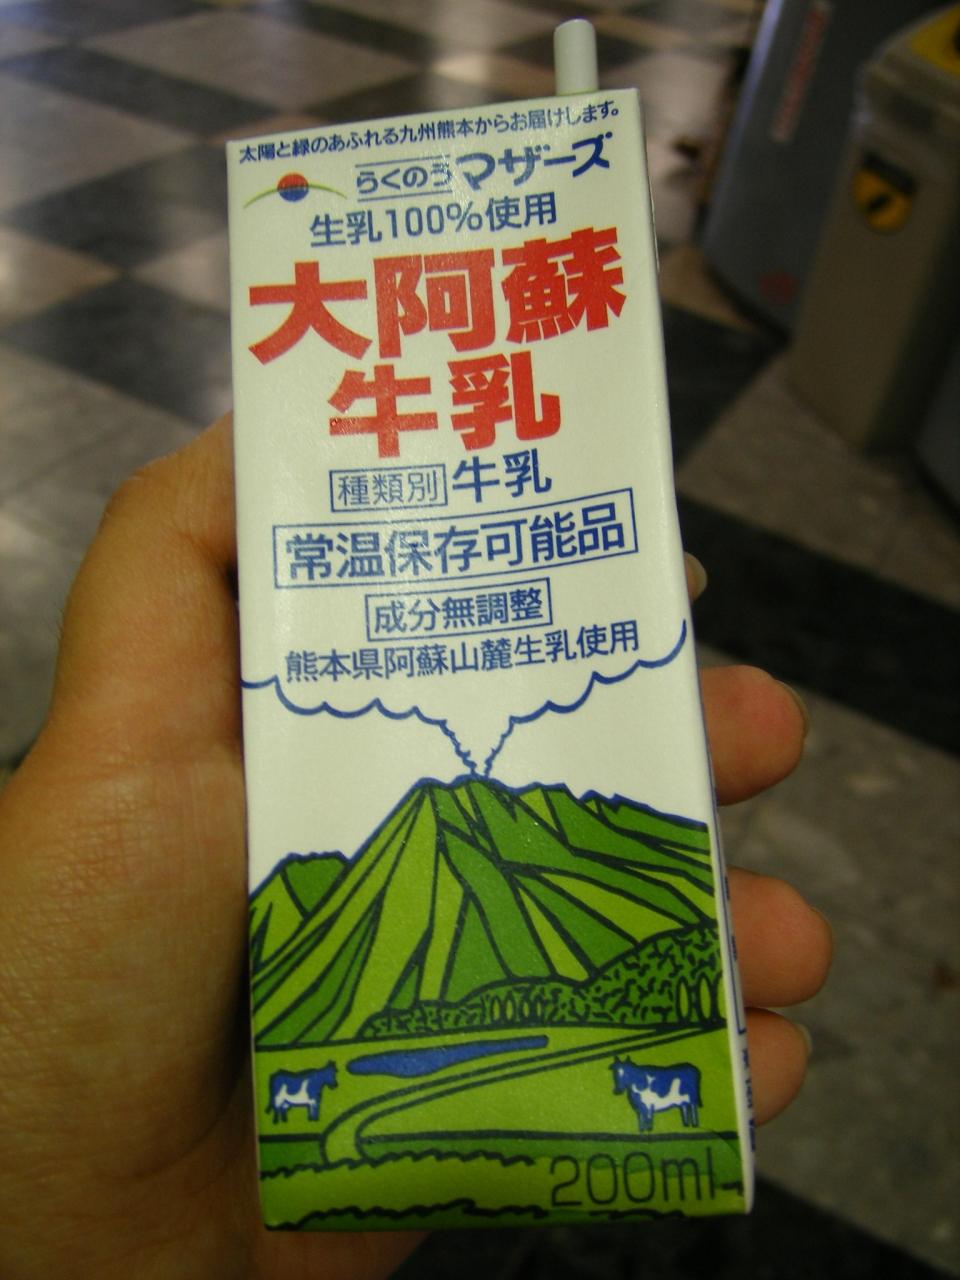 太陽と緑のあふれる九州熊本からお届けします。
らくのうマザーズ
生乳100%使用
大阿蘇
牛乳
種類別 牛乳
常温保存可能品
成分無調整
熊本県阿蘇山麓生乳使用
200ml